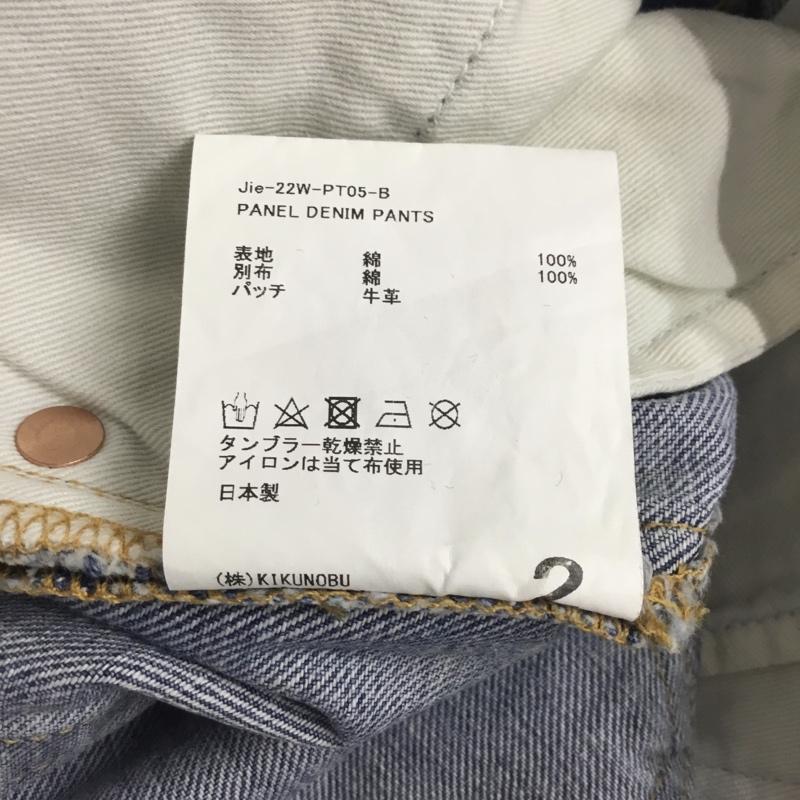 Jie-22W-PT05-B
PANEL DENIM PANTS
表地 綿 100%
別布 綿 100%
パッチ 牛革
タンブラー乾燥禁止
アイロンは当て布使用
日本製
(株)KIKUNOBU
2